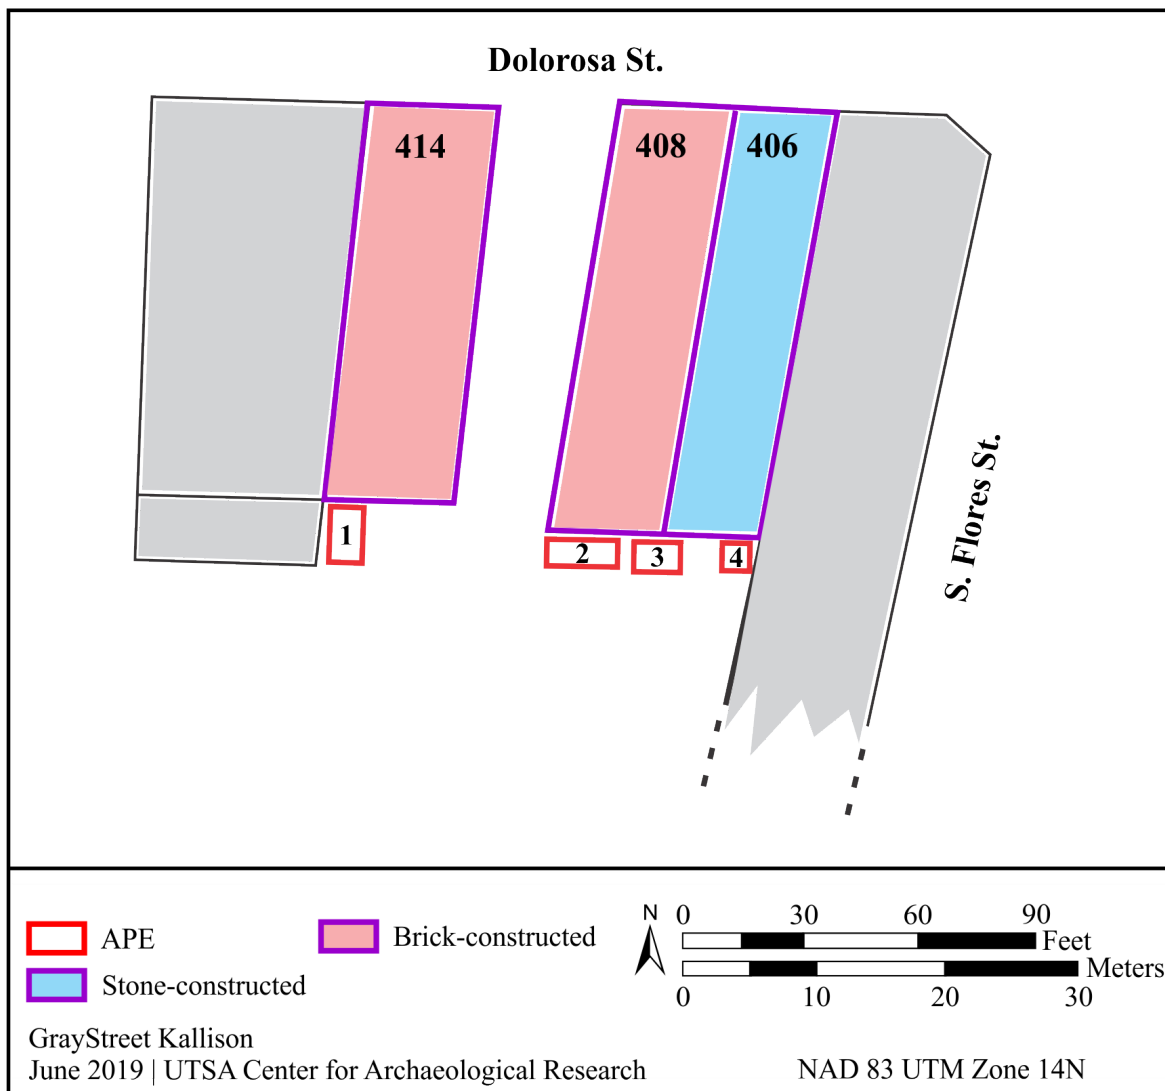 Dolorosa St.
414
408
406
S. Flores St.
1
2
3
4
APE
Brick-constructed
Stone-constructed
N
0 30 60 90
Feet
Meters
0 10 20 30
GrayStreet Kallison
June 2019 | UTSA Center for Archaeological Research
NAD 83 UTM Zone 14N